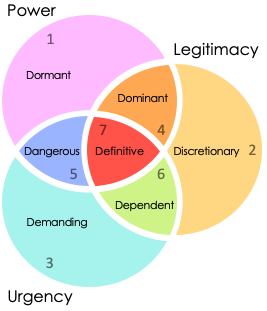 Power
1
Legitimacy
Dormant
Dominant
7
4
Dangerous
Definitive
Discretionary
2
5
6
Dependent
Demanding
3
Urgency